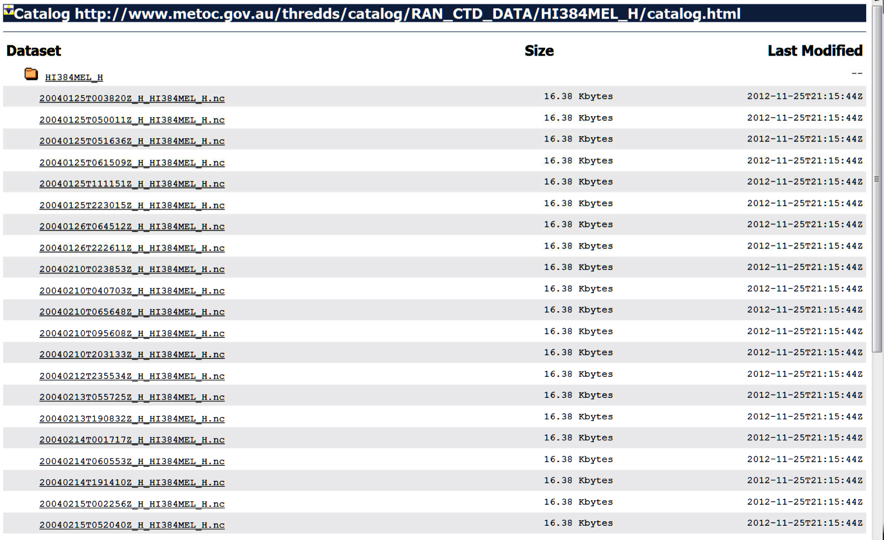 Catalog http://www.metoc.gov.au/thredds/catalog/RAN_CTD_DATA/HI384MEL_H/catalog.html
Dataset Size Last Modified
HI384MEL_H --
20040125T003820Z_H_HI384MEL_H.nc 16.38 Kbytes 2012-11-25T21:15:44Z
20040125T050011Z_H_HI384MEL_H.nc 16.38 Kbytes 2012-11-25T21:15:44Z
20040125T051636Z_H_HI384MEL_H.nc 16.38 Kbytes 2012-11-25T21:15:44Z
20040125T061509Z_H_HI384MEL_H.nc 16.38 Kbytes 2012-11-25T21:15:44Z
20040125T111151Z_H_HI384MEL_H.nc 16.38 Kbytes 2012-11-25T21:15:44Z
20040125T223015Z_H_HI384MEL_H.nc 16.38 Kbytes 2012-11-25T21:15:44Z
20040126T064512Z_H_HI384MEL_H.nc 16.38 Kbytes 2012-11-25T21:15:44Z
20040126T222611Z_H_HI384MEL_H.nc 16.38 Kbytes 2012-11-25T21:15:44Z
20040210T023853Z_H_HI384MEL_H.nc 16.38 Kbytes 2012-11-25T21:15:44Z
20040210T040703Z_H_HI384MEL_H.nc 16.38 Kbytes 2012-11-25T21:15:44Z
20040210T065648Z_H_HI384MEL_H.nc 16.38 Kbytes 2012-11-25T21:15:44Z
20040210T095608Z_H_HI384MEL_H.nc 16.38 Kbytes 2012-11-25T21:15:44Z
20040210T203133Z_H_HI384MEL_H.nc 16.38 Kbytes 2012-11-25T21:15:44Z
20040212T235534Z_H_HI384MEL_H.nc 16.38 Kbytes 2012-11-25T21:15:44Z
20040213T055725Z_H_HI384MEL_H.nc 16.38 Kbytes 2012-11-25T21:15:44Z
20040213T190832Z_H_HI384MEL_H.nc 16.38 Kbytes 2012-11-25T21:15:44Z
20040214T001717Z_H_HI384MEL_H.nc 16.38 Kbytes 2012-11-25T21:15:44Z
20040214T060553Z_H_HI384MEL_H.nc 16.38 Kbytes 2012-11-25T21:15:44Z
20040214T191410Z_H_HI384MEL_H.nc 16.38 Kbytes 2012-11-25T21:15:44Z
20040215T002256Z_H_HI384MEL_H.nc 16.38 Kbytes 2012-11-25T21:15:44Z
20040215T052040Z_H_HI384MEL_H.nc 16.38 Kbytes 2012-11-25T21:15:44Z